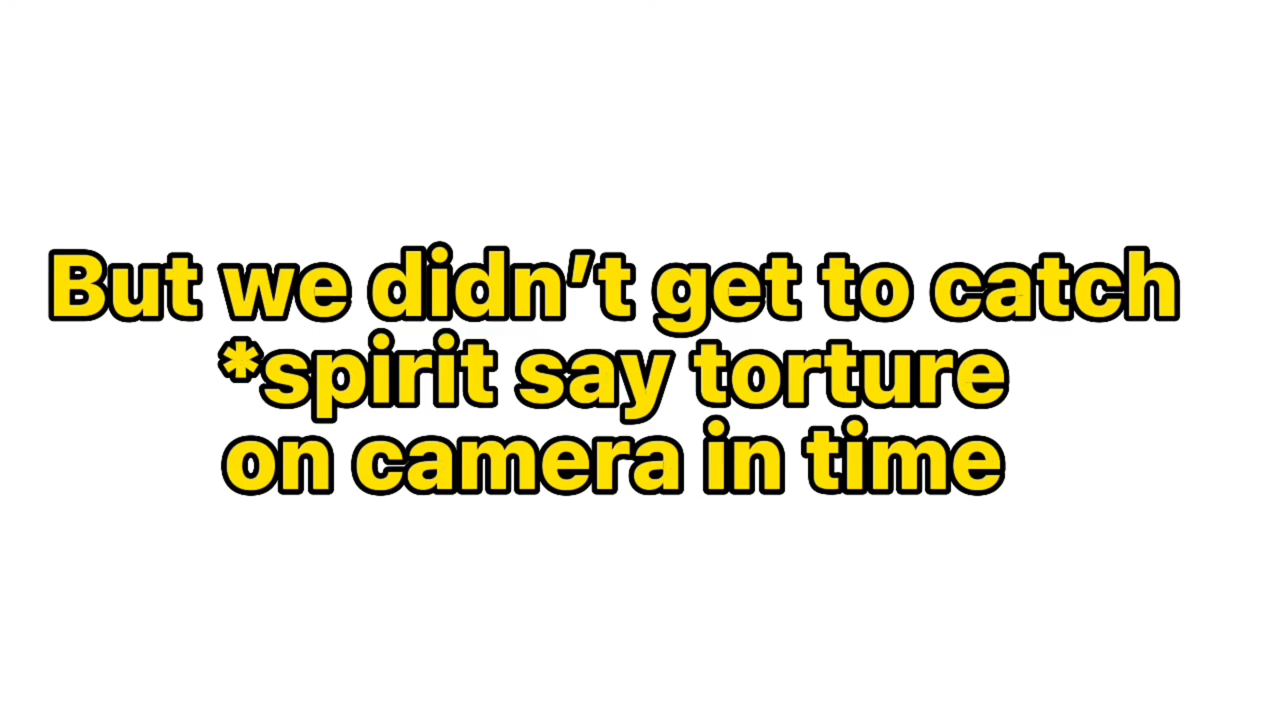 But we didn’t get to catch
*spirit say torture
on camera in time